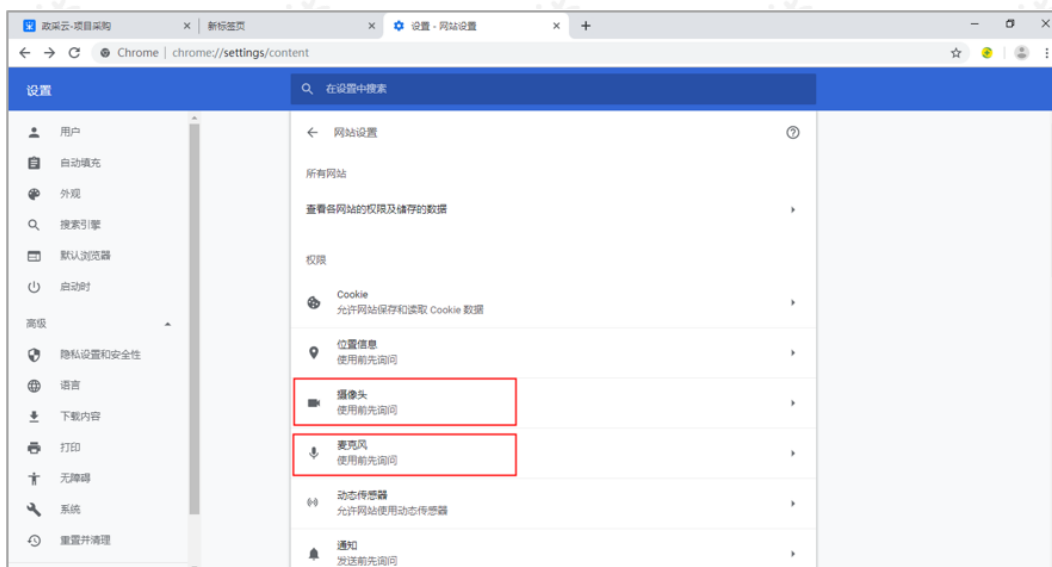 政采云-项目采购
新标签页
设置 - 网站设置
Chrome | chrome://settings/content
设置
在设置中搜索
用户
自动填充
外观
搜索引擎
默认浏览器
启动时
高级
隐私设置和安全性
语言
下载内容
打印
无障碍
系统
重置并清理
网站设置
所有网站
查看各网站的权限及储存的数据
权限
Cookie
允许网站保存和读取 Cookie 数据
位置信息
使用前先询问
摄像头
使用前先询问
麦克风
使用前先询问
动态传感器
允许网站使用动态传感器
通知
发送前先询问